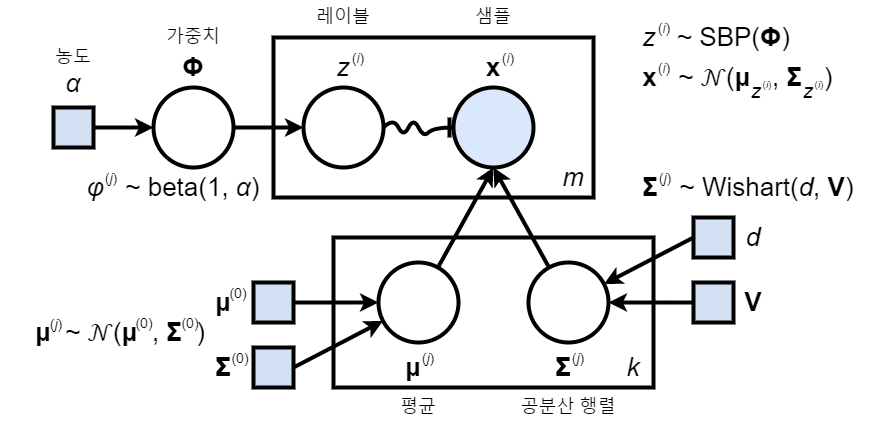 레이블
샘플
가중치
농도
α
Φ
z⁽ⁱ⁾
x⁽ⁱ⁾
z⁽ⁱ⁾ ~ SBP(Φ)
x⁽ⁱ⁾ ~ 𝒩(μ_z⁽ⁱ⁾, Σ_z⁽ⁱ⁾)
φ⁽ʲ⁾ ~ beta(1, α)
m
Σ⁽ʲ⁾ ~ Wishart(d, V)
d
V
μ⁽⁰⁾
μ⁽ʲ⁾ ~ 𝒩(μ⁽⁰⁾, Σ⁽⁰⁾)
Σ⁽⁰⁾
μ⁽ʲ⁾
Σ⁽ʲ⁾
k
평균
공분산 행렬